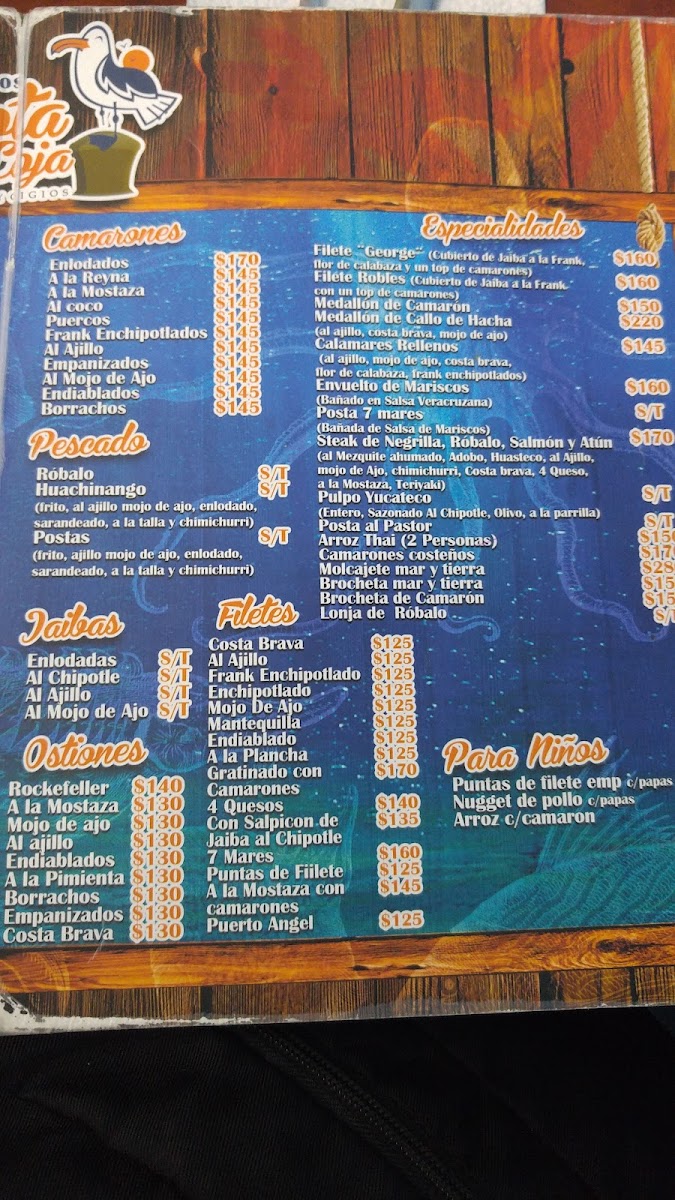 OS
ota
Coja
Camarones
Enlodados $170
A la Reyna $145
A la Mostaza $145
Al coco $145
Puercos $145
Frank Enchipotlados $145
Al Ajillo $145
Empanizados $145
Al Mojo de Ajo $145
Endiablados $145
Borrachos $145
Pescado
Róbalo S/T
Huachinango S/T
(frito, al ajillo mojo de ajo, enlodado,
sarandeado, a la talla y chimichurri)
Postas S/T
(frito, ajillo mojo de ajo, enlodado,
sarandeado, a la talla y chimichurri)
Jaibas
Enlodadas S/T
Al Chipotle S/T
Al Ajillo S/T
Al Mojo de Ajo S/T
Ostiones
Rockefeller $140
A la Mostaza $130
Mojo de ajo $130
Al ajillo $130
Endiablados $130
A la Pimienta $130
Borrachos $130
Empanizados $130
Costa Brava $130
Filetes
Costa Brava $125
Al Ajillo $125
Frank Enchipotlado $125
Enchipotlado $125
Mojo De Ajo $125
Mantequilla $125
Endiablado $125
A la Plancha $125
Gratinado con $170
Camarones
4 Quesos $140
Con Salpicon de $135
Jaiba al Chipotle
7 Mares $160
Puntas de Fiilete $125
A la Mostaza con $145
camarones
Puerto Angel $125
Especialidades
Filete "George" (Cubierto de Jaiba a la Frank, $160
flor de calabaza y un top de camarones)
Filete Robles (Cubierto de Jaiba a la Frank $160
con un top de camarones)
Medallón de Camarón $150
Medallón de Callo de Hacha $220
(al ajillo, costa brava, mojo de ajo)
Calamares Rellenos $145
(al ajillo, mojo de ajo, costa brava,
flor de calabaza, frank enchipotlados)
Envuelto de Mariscos $160
(Bañado en Salsa Veracruzana)
Posta 7 mares S/T
(Bañada de Salsa de Mariscos)
Steak de Negrilla, Róbalo, Salmón y Atún $170
(al Mezquite ahumado, Adobo, Huasteco, al Ajillo,
mojo de Ajo, chimichurri, Costa brava, 4 Queso,
a la Mostaza, Teriyaki)
Pulpo Yucateco S/T
(Entero, Sazonado Al Chipotle, Olivo, a la parrilla)
Posta al Pastor S/T
Arroz Thai (2 Personas) $150
Camarones costeños $17
Molcajete mar y tierra $28
Brocheta mar y tierra $15
Brocheta de Camarón $15
Lonja de Róbalo S/T
Para Niños
Puntas de filete emp c/papas
Nugget de pollo c/papas
Arroz c/camaron